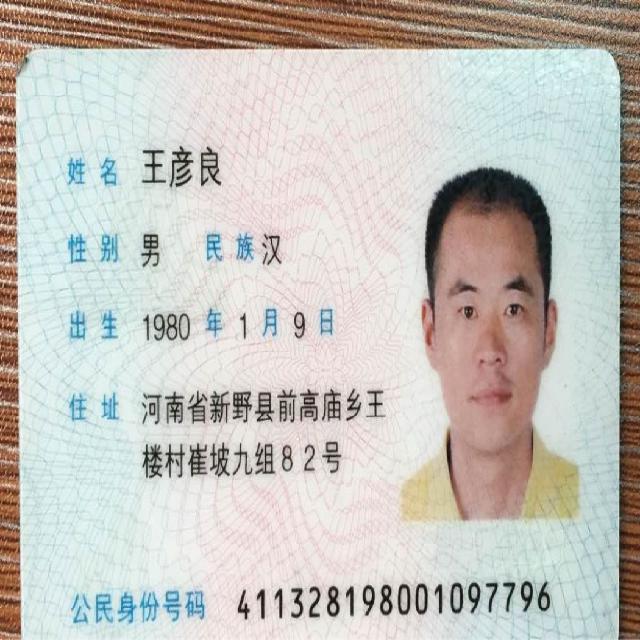 姓名 王彦良
性别 男 民族 汉
出生 1980 年 1 月 9 日
住址 河南省新野县前高庙乡王
楼村崔坡九组82号
公民身份号码 411328198001097796